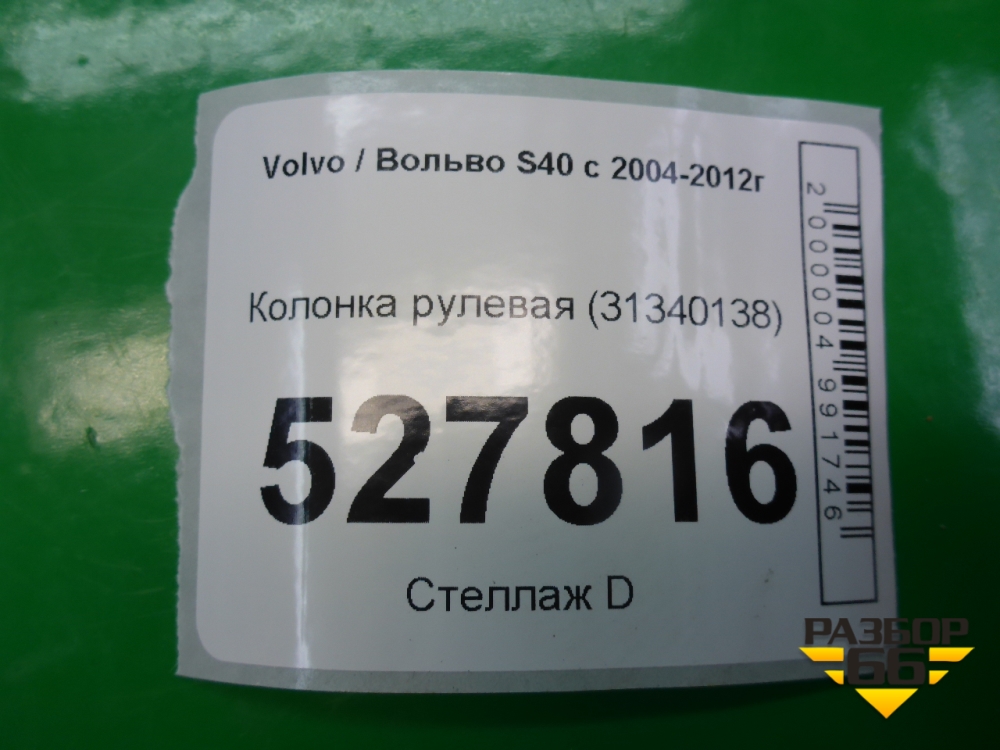 Volvo / Вольво S40 с 2004-2012г
Колонка рулевая (31340138)
527816
Стеллаж D
2000004991746
РАЗБОР
66